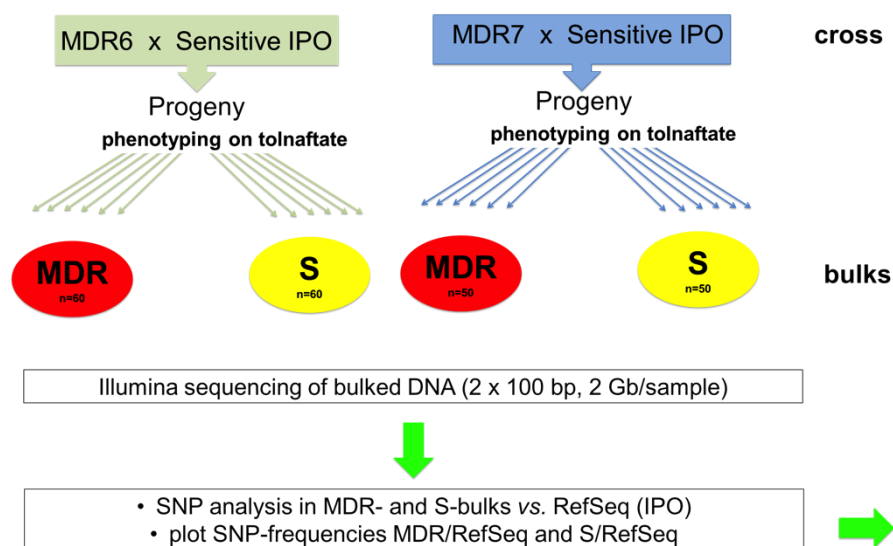 MDR6 x Sensitive IPO
MDR7 x Sensitive IPO
cross
Progeny
phenotyping on tolnaftate
Progeny
phenotyping on tolnaftate
MDR
n=60
S
n=60
MDR
n=50
S
n=50
bulks
Illumina sequencing of bulked DNA (2 x 100 bp, 2 Gb/sample)
• SNP analysis in MDR- and S-bulks vs. RefSeq (IPO)
• plot SNP-frequencies MDR/RefSeq and S/RefSeq